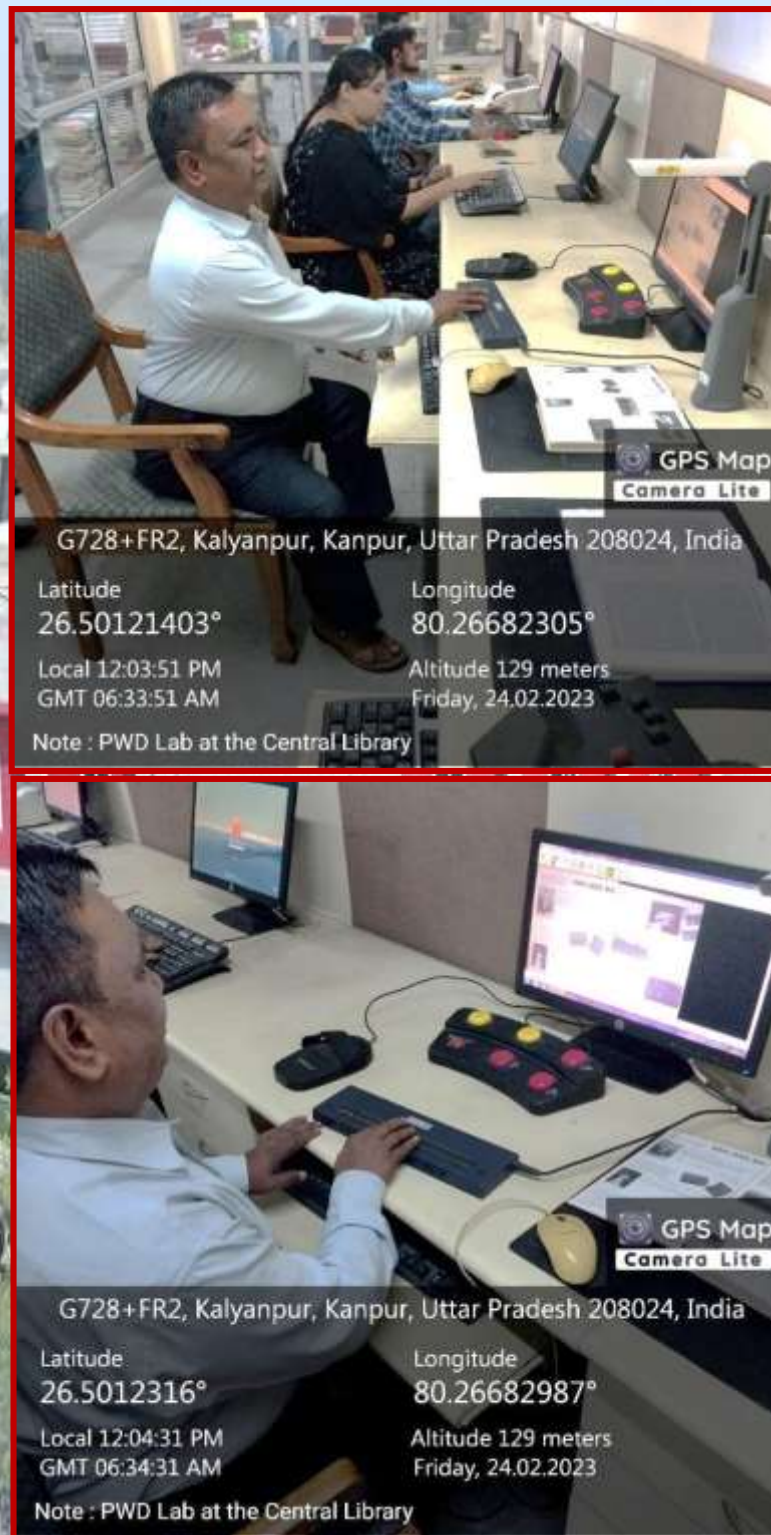 GPS Map
Camera Lite
G728+FR2, Kalyanpur, Kanpur, Uttar Pradesh 208024, India
Latitude
26.50121403°
Longitude
80.26682305°
Local 12:03:51 PM
GMT 06:33:51 AM
Altitude 129 meters
Friday, 24.02.2023
Note : PWD Lab at the Central Library
GPS Map
Camera Lite
G728+FR2, Kalyanpur, Kanpur, Uttar Pradesh 208024, India
Latitude
26.5012316°
Longitude
80.26682987°
Local 12:04:31 PM
GMT 06:34:31 AM
Altitude 129 meters
Friday, 24.02.2023
Note : PWD Lab at the Central Library